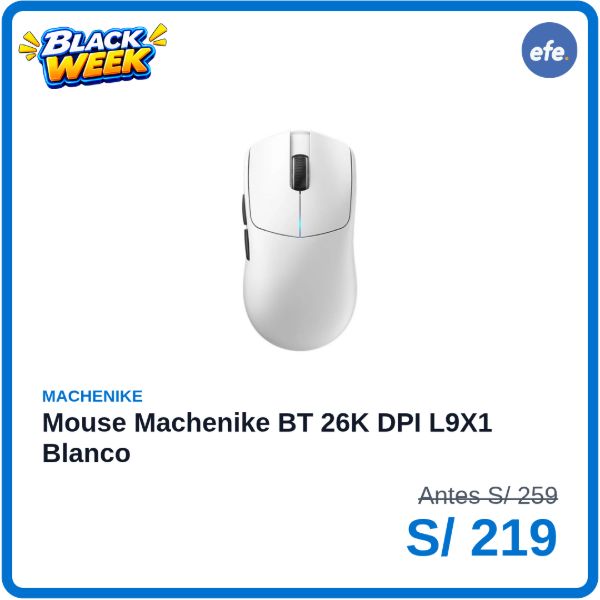 BLACK
WEEK
efe.
MACHENIKE
Mouse Machenike BT 26K DPI L9X1
Blanco
Antes S/ 259
S/ 219